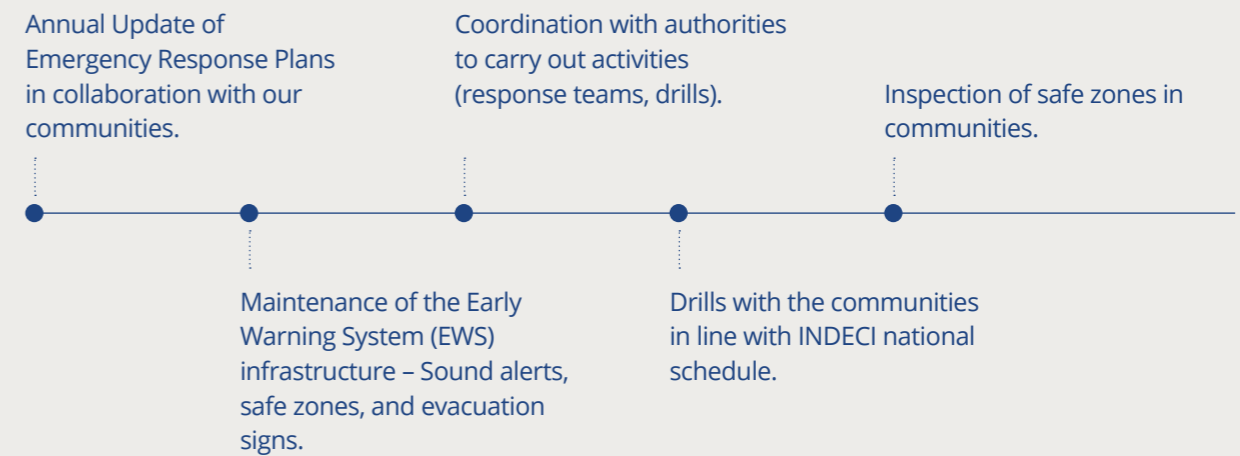 Annual Update of
Emergency Response Plans
in collaboration with our
communities.
Maintenance of the Early
Warning System (EWS)
infrastructure – Sound alerts,
safe zones, and evacuation
signs.
Coordination with authorities
to carry out activities
(response teams, drills).
Drills with the communities
in line with INDECI national
schedule.
Inspection of safe zones in
communities.